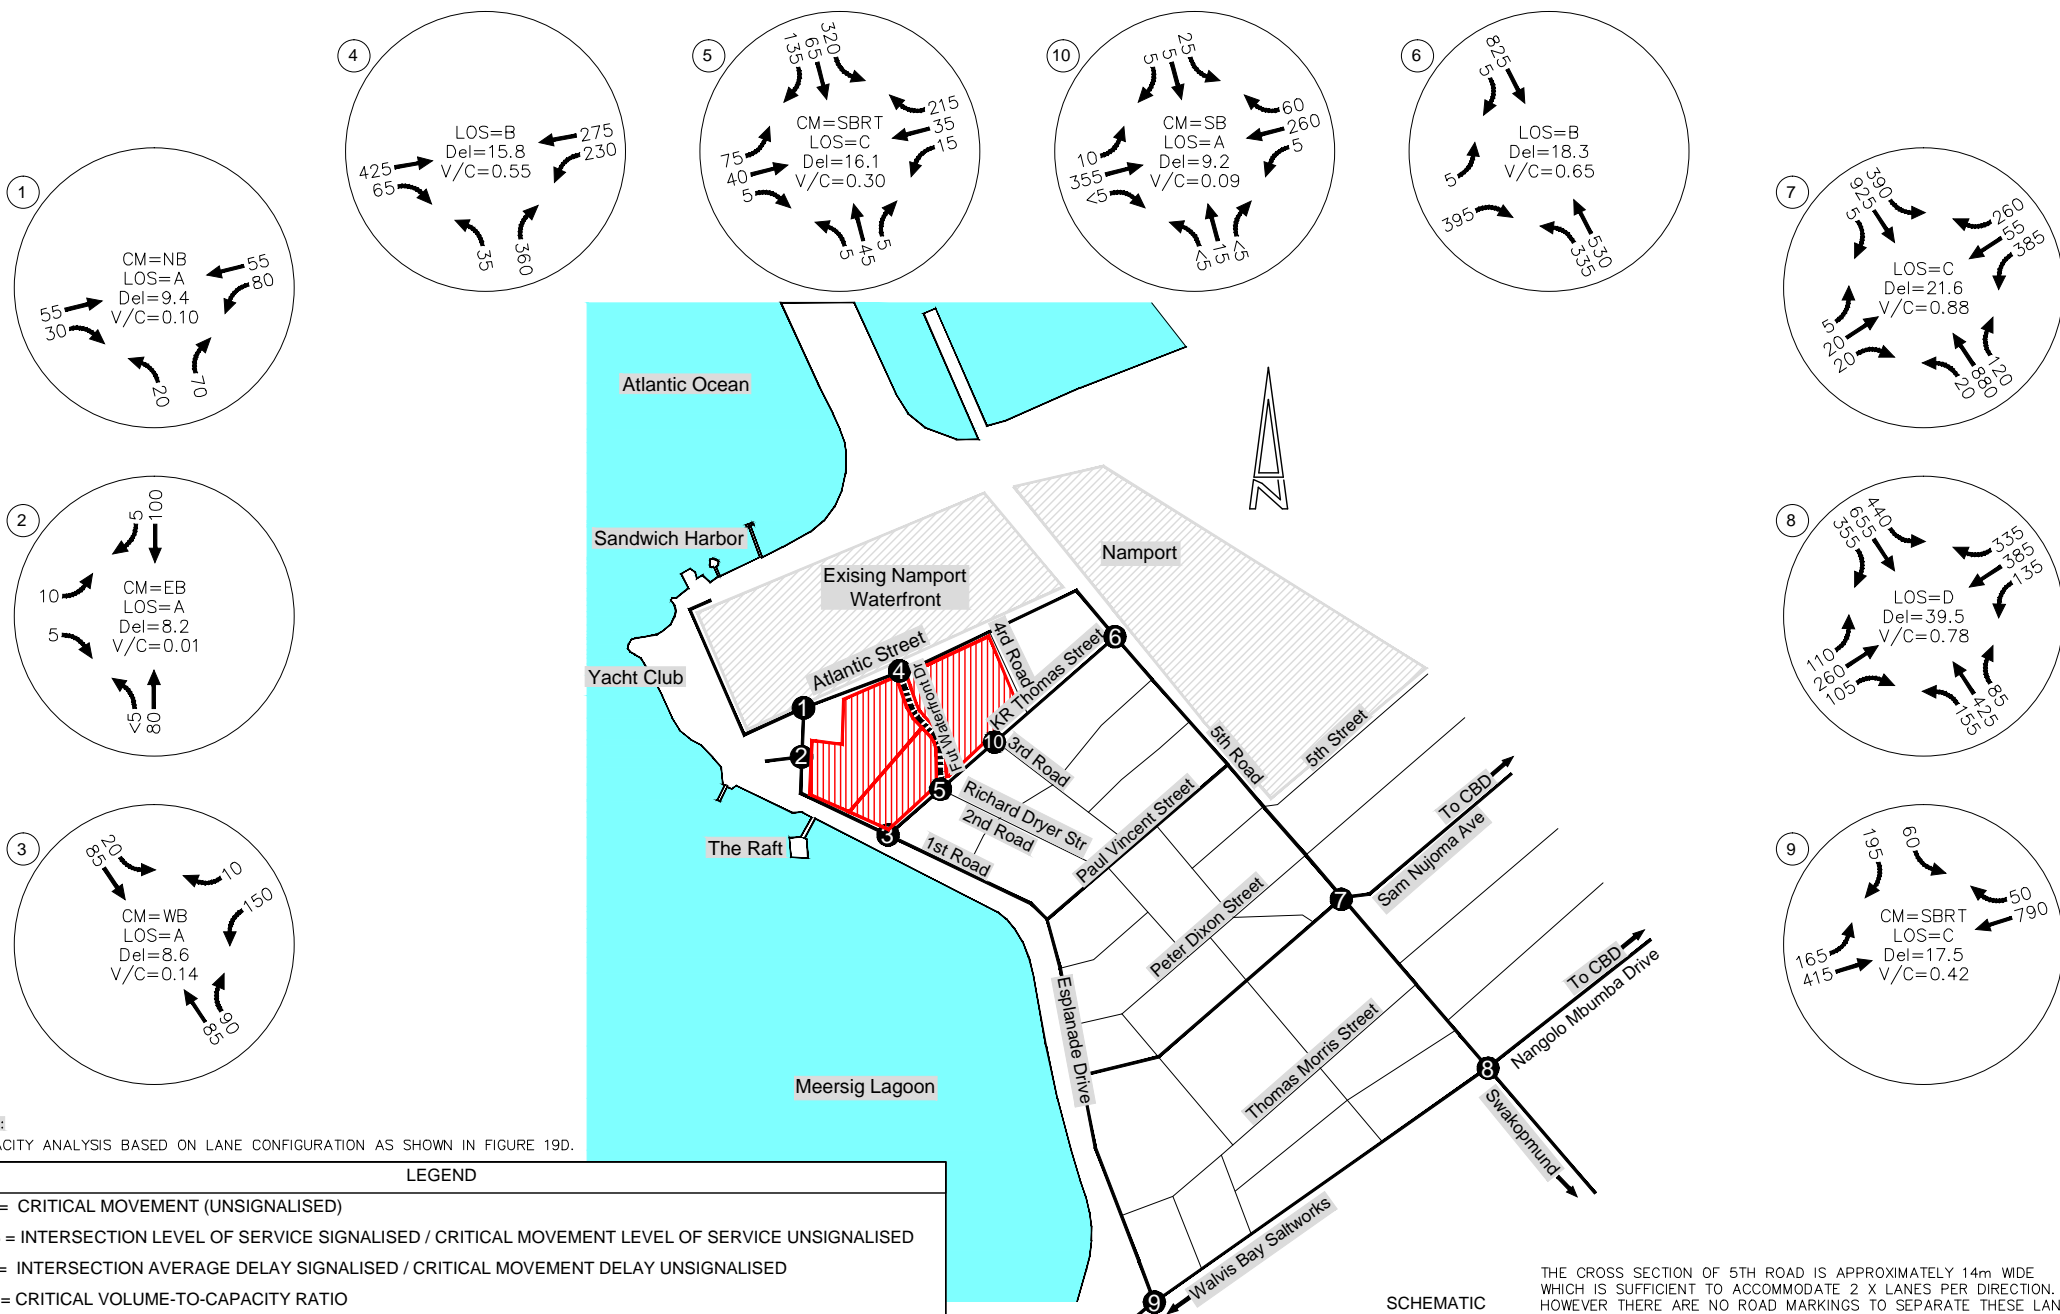 4
LOS=B
Del=15.8
V/C=0.55
425
65
275
230
35
360
5
135
65
320
CM=SBRT
LOS=C
Del=16.1
V/C=0.30
215
35
15
75
40
5
5
45
5
10
5
5
25
CM=SB
LOS=A
Del=9.2
V/C=0.09
60
260
5
10
355
<5
<5
15
<5
6
825
5
LOS=B
Del=18.3
V/C=0.65
5
395
530
335
1
CM=NB
LOS=A
Del=9.4
V/C=0.10
55
80
55
30
20
70
7
390
925
5
LOS=C
Del=21.6
V/C=0.88
260
55
385
5
20
20
120
880
20
2
5
100
CM=EB
LOS=A
Del=8.2
V/C=0.01
10
5
<5
80
8
440
655
355
LOS=D
Del=39.5
V/C=0.78
335
385
135
110
260
105
85
425
155
3
20
85
CM=WB
LOS=A
Del=8.6
V/C=0.14
10
150
90
85
9
195
60
CM=SBRT
LOS=C
Del=17.5
V/C=0.42
50
790
165
415
Atlantic Ocean
N
Sandwich Harbor
Exising Namport
Waterfront
Namport
Yacht Club
Atlantic Street
4rd Road
KR Thomas Street
Fut Waterfront Dr
1
2
3
4
5
6
7
8
9
10
3rd Road
5th Road
5th Street
Richard Dryer Str
2nd Road
1st Road
The Raft
Paul Vincent Street
To CBD
Sam Nujoma Ave
Peter Dixon Street
Esplanade Drive
Thomas Morris Street
To CBD
Nangolo Mbumba Drive
Swakopmund
Meersig Lagoon
Walvis Bay Saltworks
:
ACITY ANALYSIS BASED ON LANE CONFIGURATION AS SHOWN IN FIGURE 19D.
LEGEND
= CRITICAL MOVEMENT (UNSIGNALISED)
= INTERSECTION LEVEL OF SERVICE SIGNALISED / CRITICAL MOVEMENT LEVEL OF SERVICE UNSIGNALISED
= INTERSECTION AVERAGE DELAY SIGNALISED / CRITICAL MOVEMENT DELAY UNSIGNALISED
= CRITICAL VOLUME-TO-CAPACITY RATIO
SCHEMATIC
THE CROSS SECTION OF 5TH ROAD IS APPROXIMATELY 14m WIDE
WHICH IS SUFFICIENT TO ACCOMMODATE 2 X LANES PER DIRECTION.
HOWEVER THERE ARE NO ROAD MARKINGS TO SEPARATE THESE LAN